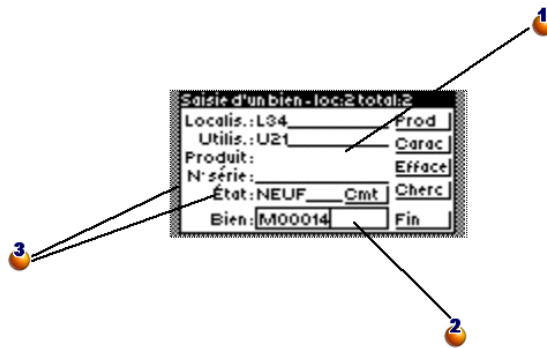 1
Saisie d'un bien - loc:2 total:2
Localis.:L34 Prod
Utilis.:U21 Carac
Produit: Efface
N°série:
État:NEUF Cmt Cherc
Bien:M00014 Fin
3
2